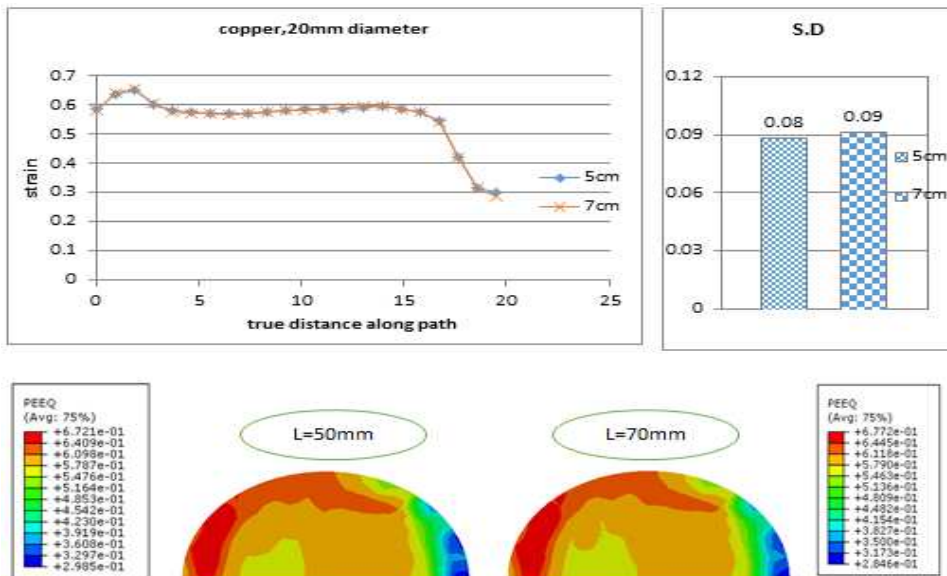 copper,20mm diameter
0.7
0.6
0.5
0.4
0.3
0.2
0.1
0
strain
0 5 10 15 20 25
true distance along path
5cm
7cm
S.D
0.12
0.09
0.06
0.03
0
0.08
0.09
5cm
7cm
PEEQ
(Avg: 75%)
+6.721e-01
+6.409e-01
+6.098e-01
+5.787e-01
+5.476e-01
+5.164e-01
+4.853e-01
+4.542e-01
+4.230e-01
+3.919e-01
+3.608e-01
+3.297e-01
+2.985e-01
L=50mm
L=70mm
PEEQ
(Avg: 75%)
+6.772e-01
+6.445e-01
+6.118e-01
+5.790e-01
+5.463e-01
+5.136e-01
+4.809e-01
+4.482e-01
+4.154e-01
+3.827e-01
+3.500e-01
+3.173e-01
+2.846e-01